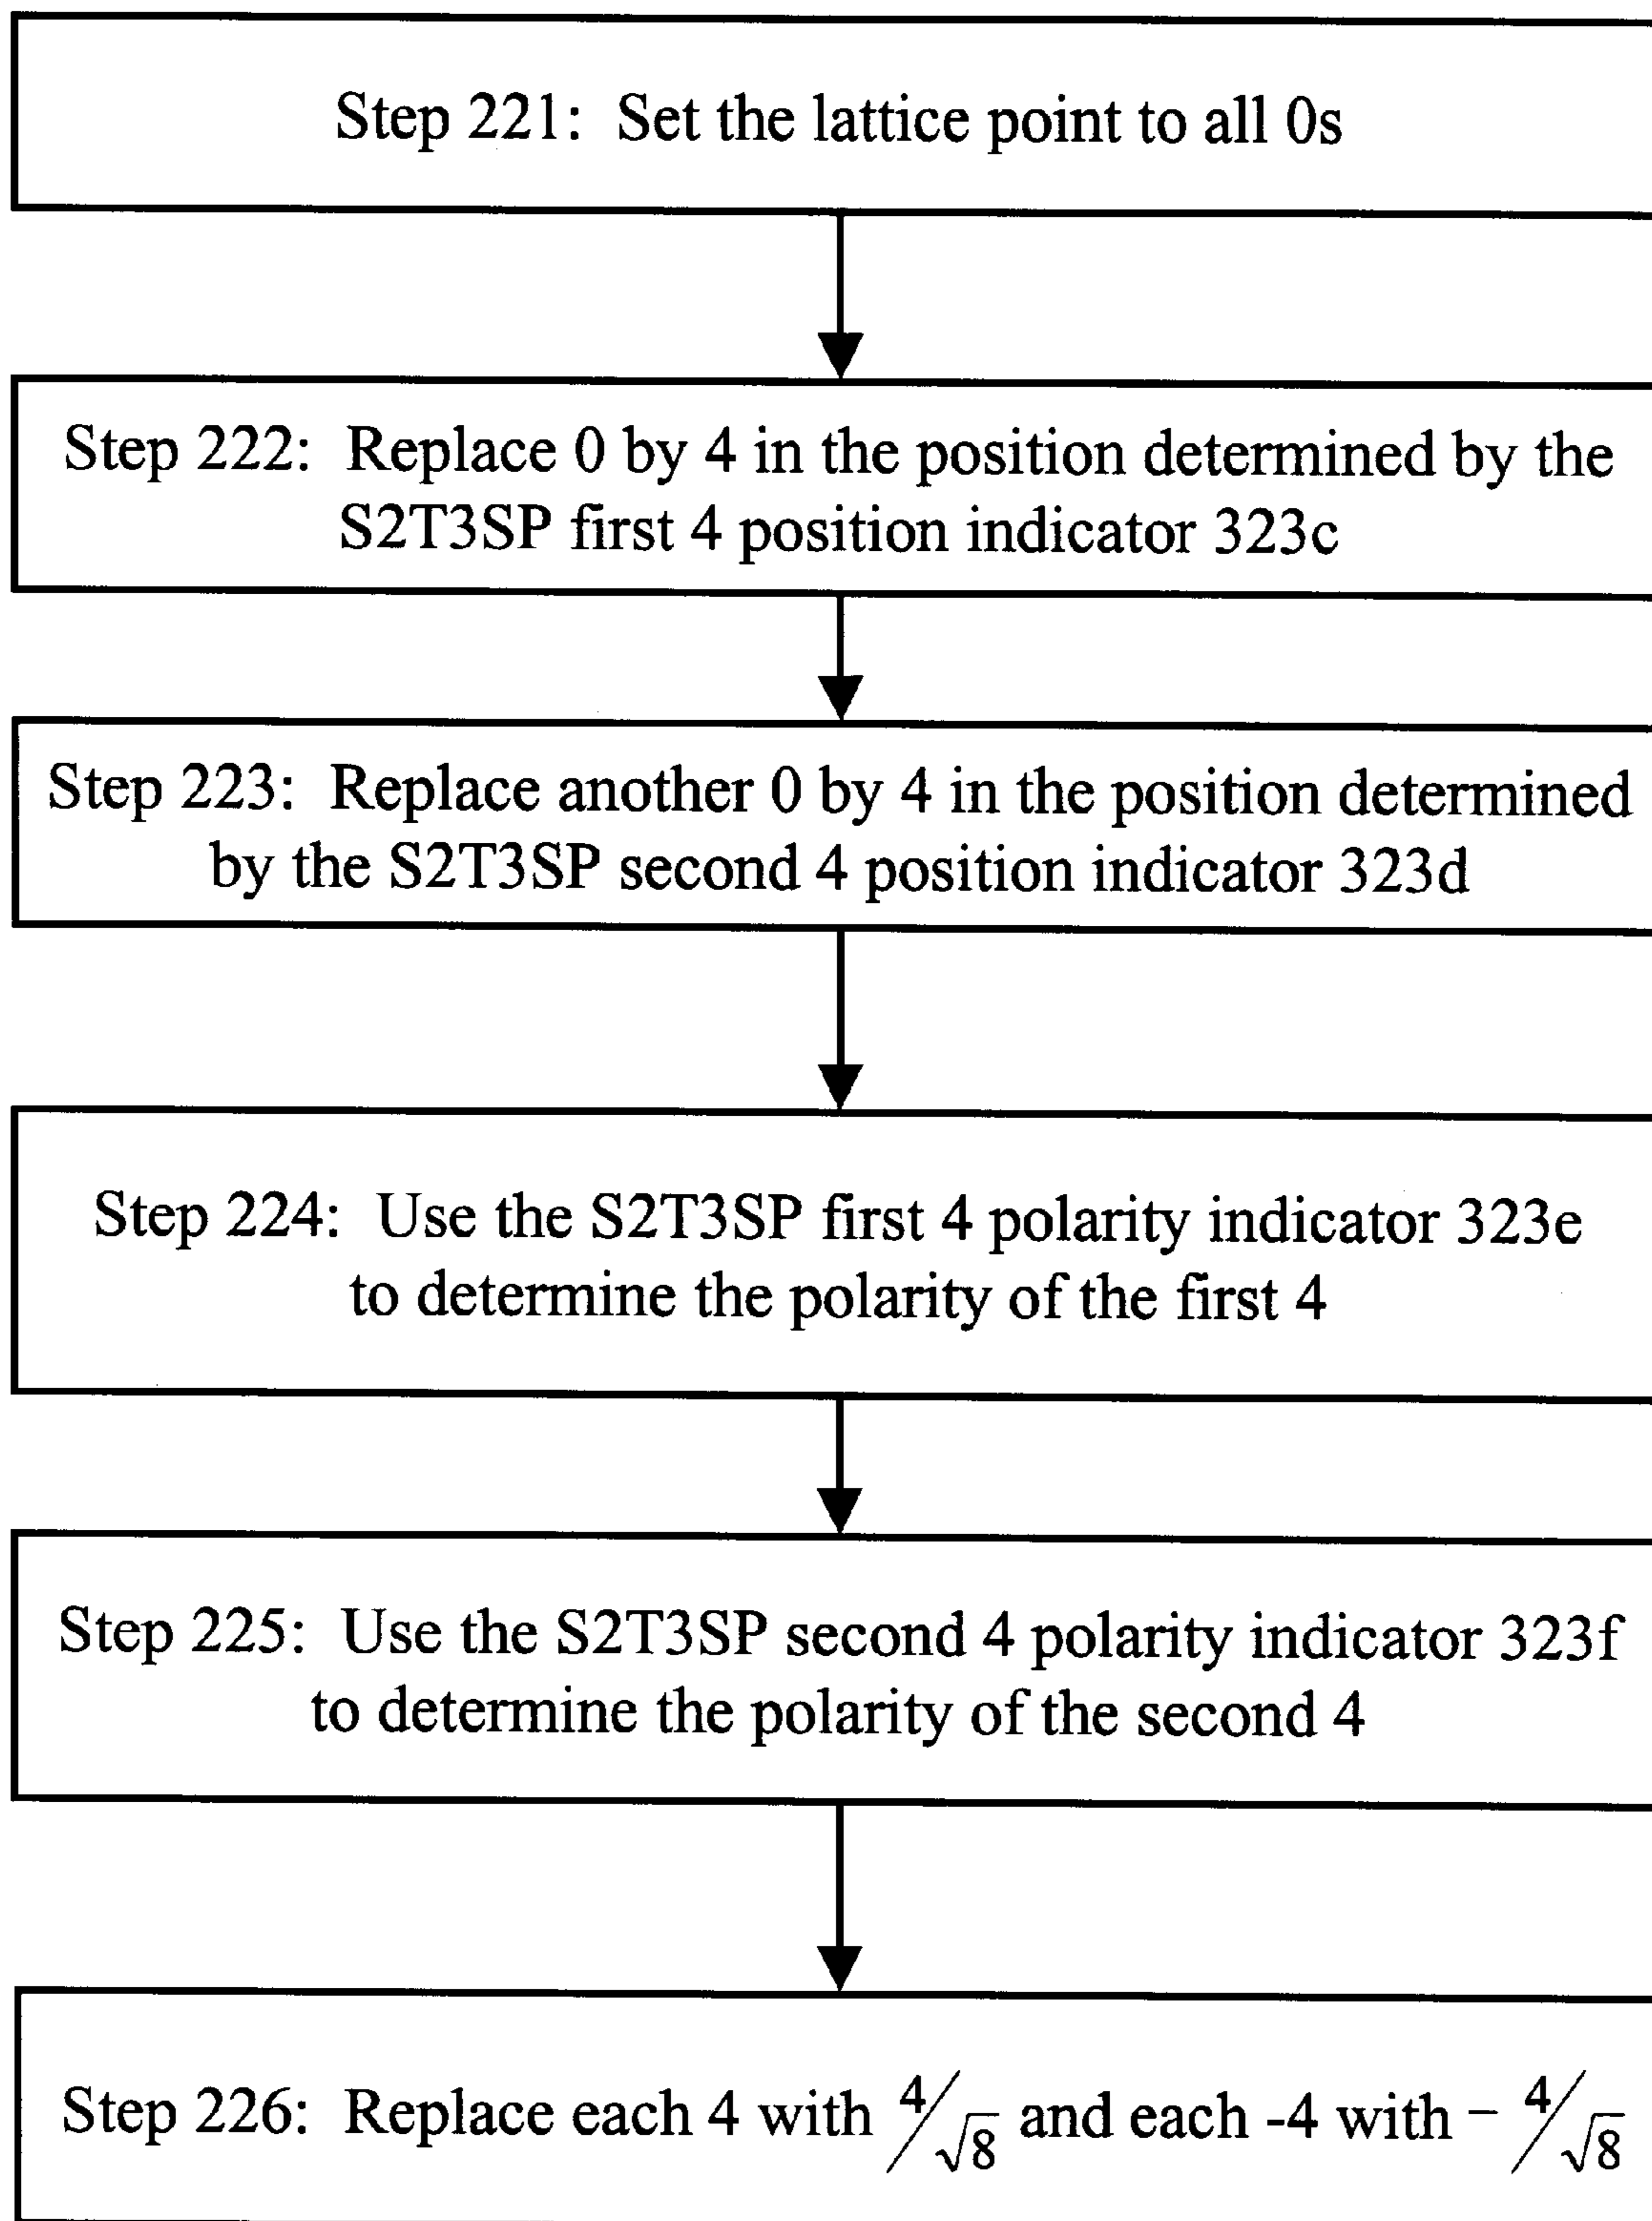 Step 221: Set the lattice point to all 0s
Step 222: Replace 0 by 4 in the position determined by the
S2T3SP first 4 position indicator 323c
Step 223: Replace another 0 by 4 in the position determined
by the S2T3SP second 4 position indicator 323d
Step 224: Use the S2T3SP first 4 polarity indicator 323e
to determine the polarity of the first 4
Step 225: Use the S2T3SP second 4 polarity indicator 323f
to determine the polarity of the second 4
Step 226: Replace each 4 with 4/√8 and each -4 with − 4/√8